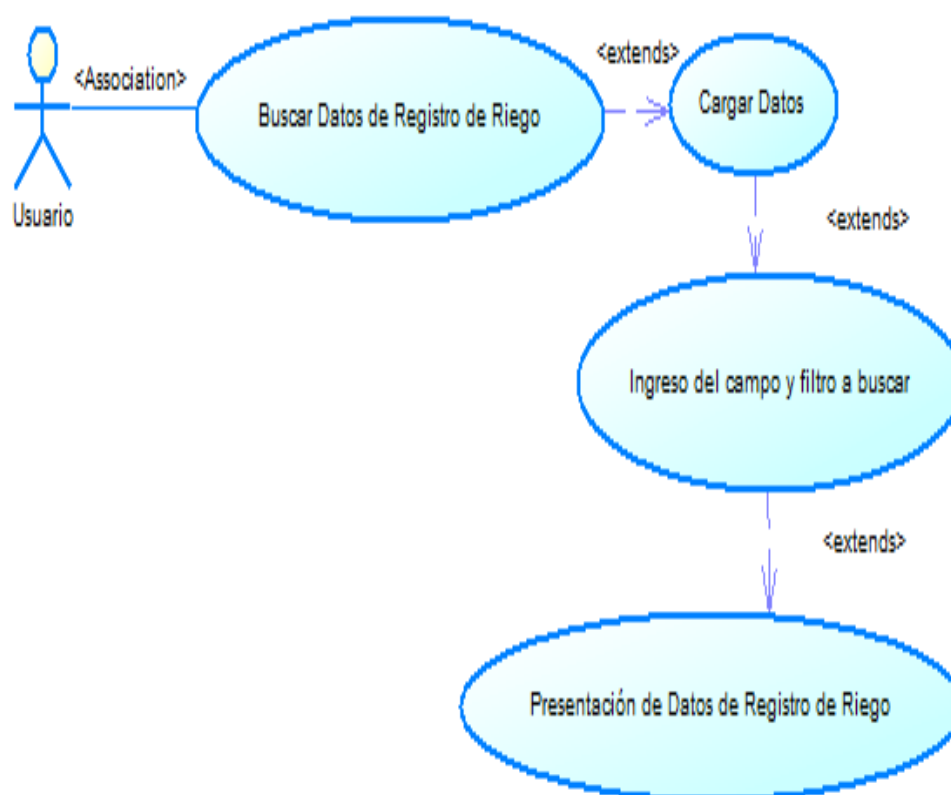 <extends>
<Association>
Buscar Datos de Registro de Riego
Cargar Datos
Usuario
<extends>
Ingreso del campo y filtro a buscar
<extends>
Presentación de Datos de Registro de Riego